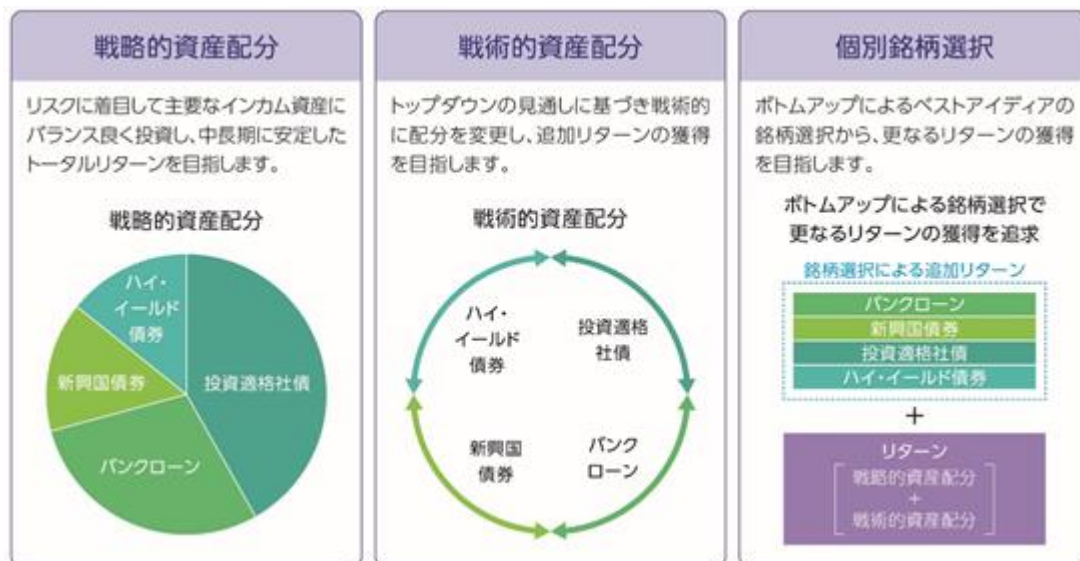 戦略的資産配分
リスクに着目して主要なインカム資産に
バランス良く投資し、中長期に安定した
トータルリターンを目指します。
戦略的資産配分
ハイ・
イールド
債券
新興国債券
投資適格社債
バンクローン
戦術的資産配分
トップダウンの見通しに基づき戦術的
に配分を変更し、追加リターンの獲得
を目指します。
戦術的資産配分
ハイ・
イールド
債券
投資適格
社債
新興国
債券
バンク
ローン
個別銘柄選択
ボトムアップによるベストアイディアの
銘柄選択から、更なるリターンの獲得
を目指します。
ボトムアップによる銘柄選択で
更なるリターンの獲得を追求
銘柄選択による追加リターン
バンクローン
新興国債券
投資適格社債
ハイ・イールド債券
+
リターン
戦略的資産配分
+
戦術的資産配分